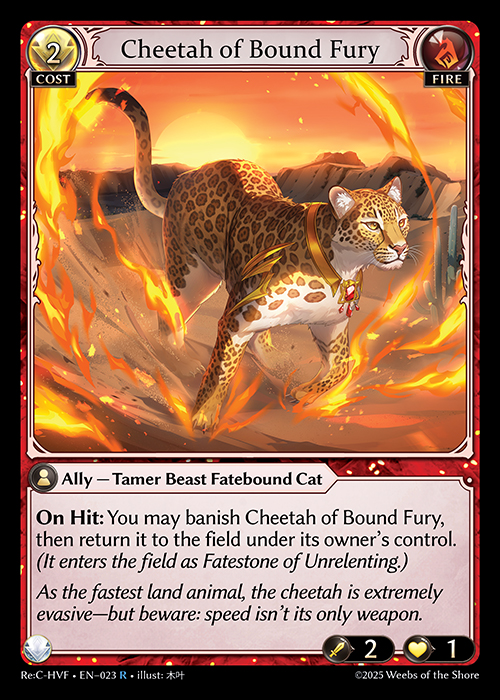 2
Cheetah of Bound Fury
COST
FIRE
Ally — Tamer Beast Fatebound Cat
On Hit: You may banish Cheetah of Bound Fury,
then return it to the field under its owner's control.
(It enters the field as Fatestone of Unrelenting.)
As the fastest land animal, the cheetah is extremely
evasive—but beware: speed isn't its only weapon.
2
1
Re:C-HVF • EN-023 R • illust: 木叶
©2025 Weebs of the Shore